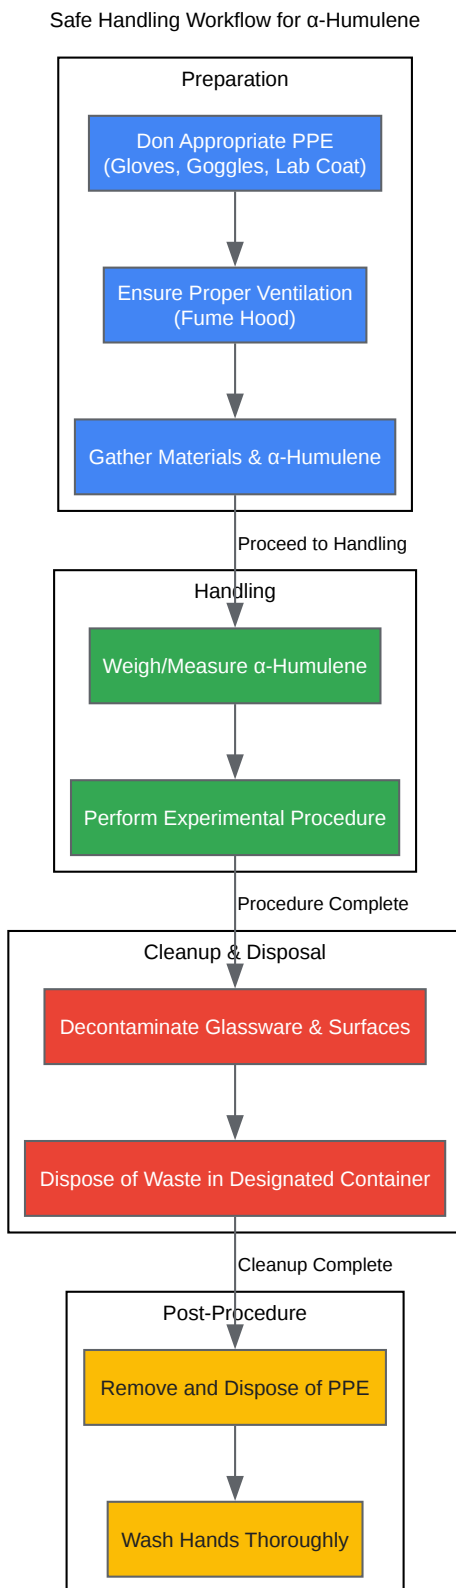 Safe Handling Workflow for α-Humulene
Preparation
Don Appropriate PPE
(Gloves, Goggles, Lab Coat)
Ensure Proper Ventilation
(Fume Hood)
Gather Materials & α-Humulene
Proceed to Handling
Handling
Weigh/Measure α-Humulene
Perform Experimental Procedure
Procedure Complete
Cleanup & Disposal
Decontaminate Glassware & Surfaces
Dispose of Waste in Designated Container
Cleanup Complete
Post-Procedure
Remove and Dispose of PPE
Wash Hands Thoroughly